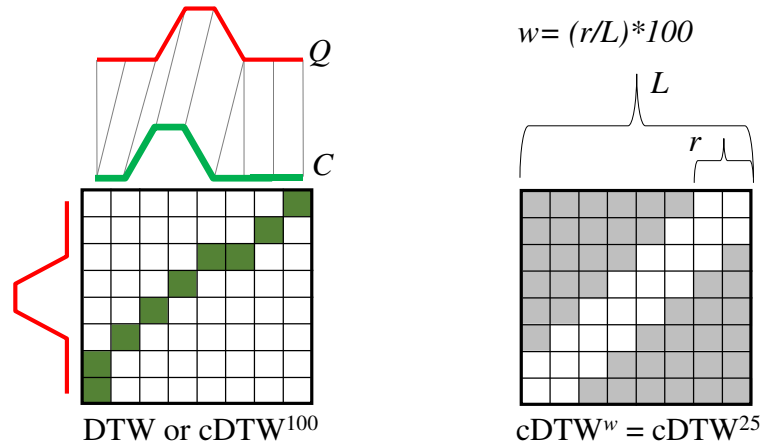 Q
C
DTW or cDTW¹⁰⁰
w= (r/L)*100
L
r
cDTWʷ = cDTW²⁵